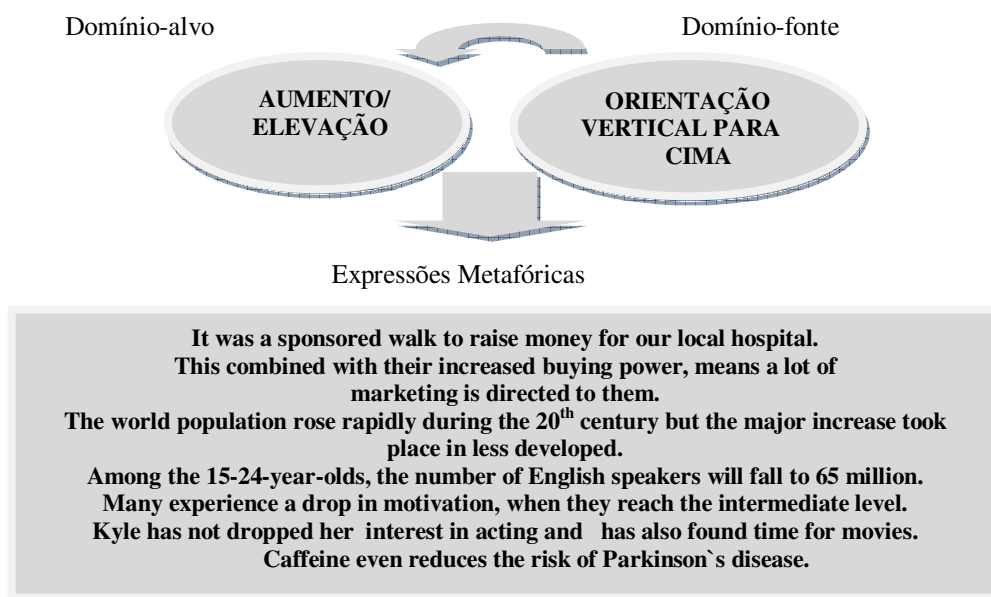 Domínio-alvo
Domínio-fonte
AUMENTO/
ELEVAÇÃO
ORIENTAÇÃO
VERTICAL PARA
CIMA
Expressões Metafóricas
It was a sponsored walk to raise money for our local hospital.
This combined with their increased buying power, means a lot of
marketing is directed to them.
The world population rose rapidly during the 20th century but the major increase took
place in less developed.
Among the 15-24-year-olds, the number of English speakers will fall to 65 million.
Many experience a drop in motivation, when they reach the intermediate level.
Kyle has not dropped her interest in acting and has also found time for movies.
Caffeine even reduces the risk of Parkinson`s disease.